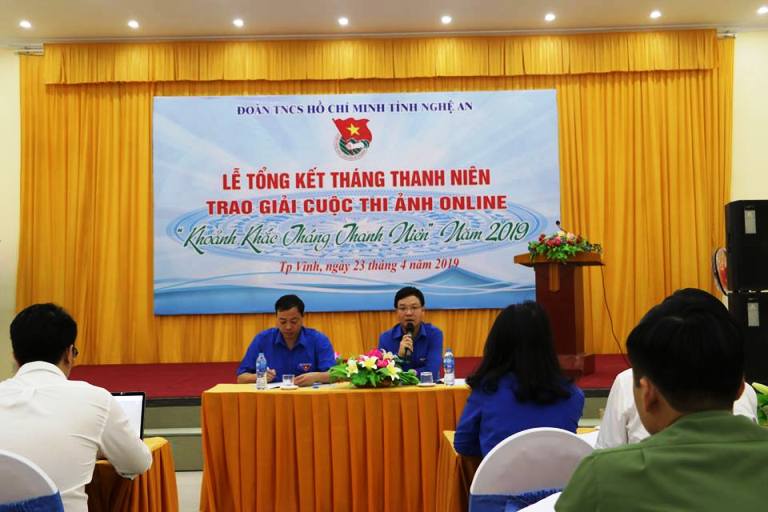 ĐOÀN TNCS HỒ CHÍ MINH TỈNH NGHỆ AN
LỄ TỔNG KẾT THÁNG THANH NIÊN
TRAO GIẢI CUỘC THI ẢNH ONLINE
"Khoảnh Khắc Tháng Thanh Niên" - Năm 2019
Tp Vinh, ngày 23 tháng 4 năm 2019